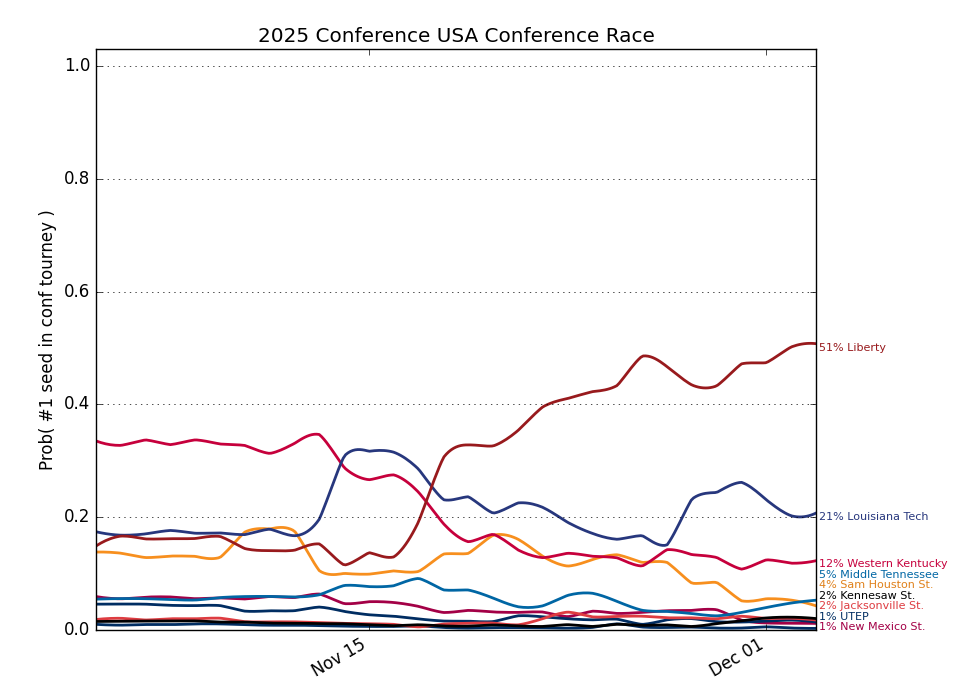 2025 Conference USA Conference Race
Prob( #1 seed in conf tourney )
1.0
0.8
0.6
0.4
0.2
0.0
Nov 15
Dec 01
51% Liberty
21% Louisiana Tech
12% Western Kentucky
5% Middle Tennessee
4% Sam Houston St.
2% Kennesaw St.
2% Jacksonville St.
1% UTEP
1% New Mexico St.